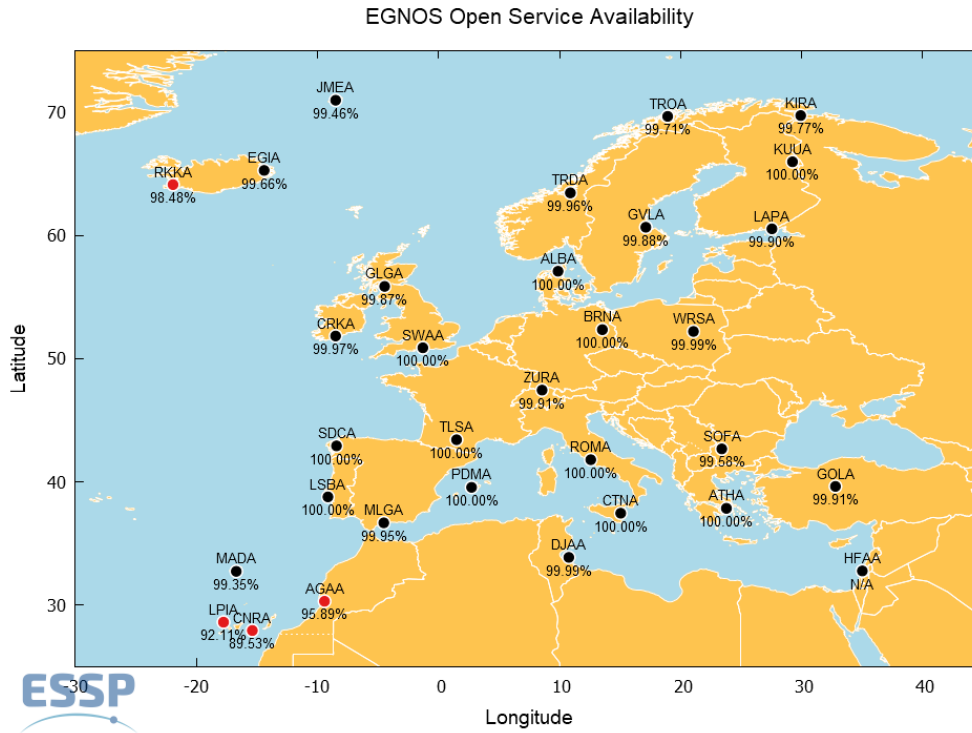 EGNOS Open Service Availability
70
60
50
40
30
Latitude
JMEA
99.46%
TROA
99.71%
KIRA
99.77%
KUUA
100.00%
EGIA
99.66%
RKKA
98.48%
TRDA
99.96%
GVLA
99.88%
LAPA
99.90%
ALBA
100.00%
GLGA
99.87%
CRKA
99.97%
SWAA
100.00%
BRNA
100.00%
WRSA
99.99%
ZURA
99.91%
SDCA
100.00%
TLSA
100.00%
ROMA
100.00%
SOFA
99.58%
LSBA
100.00%
PDMA
100.00%
GOLA
99.91%
MLGA
99.95%
CTNA
100.00%
ATHA
100.00%
DJAA
99.99%
HFAA
N/A
MADA
99.35%
AGAA
95.89%
LPIA
92.11%
CNRA
89.53%
-30 -20 -10 0 10 20 30 40
Longitude
ESSP